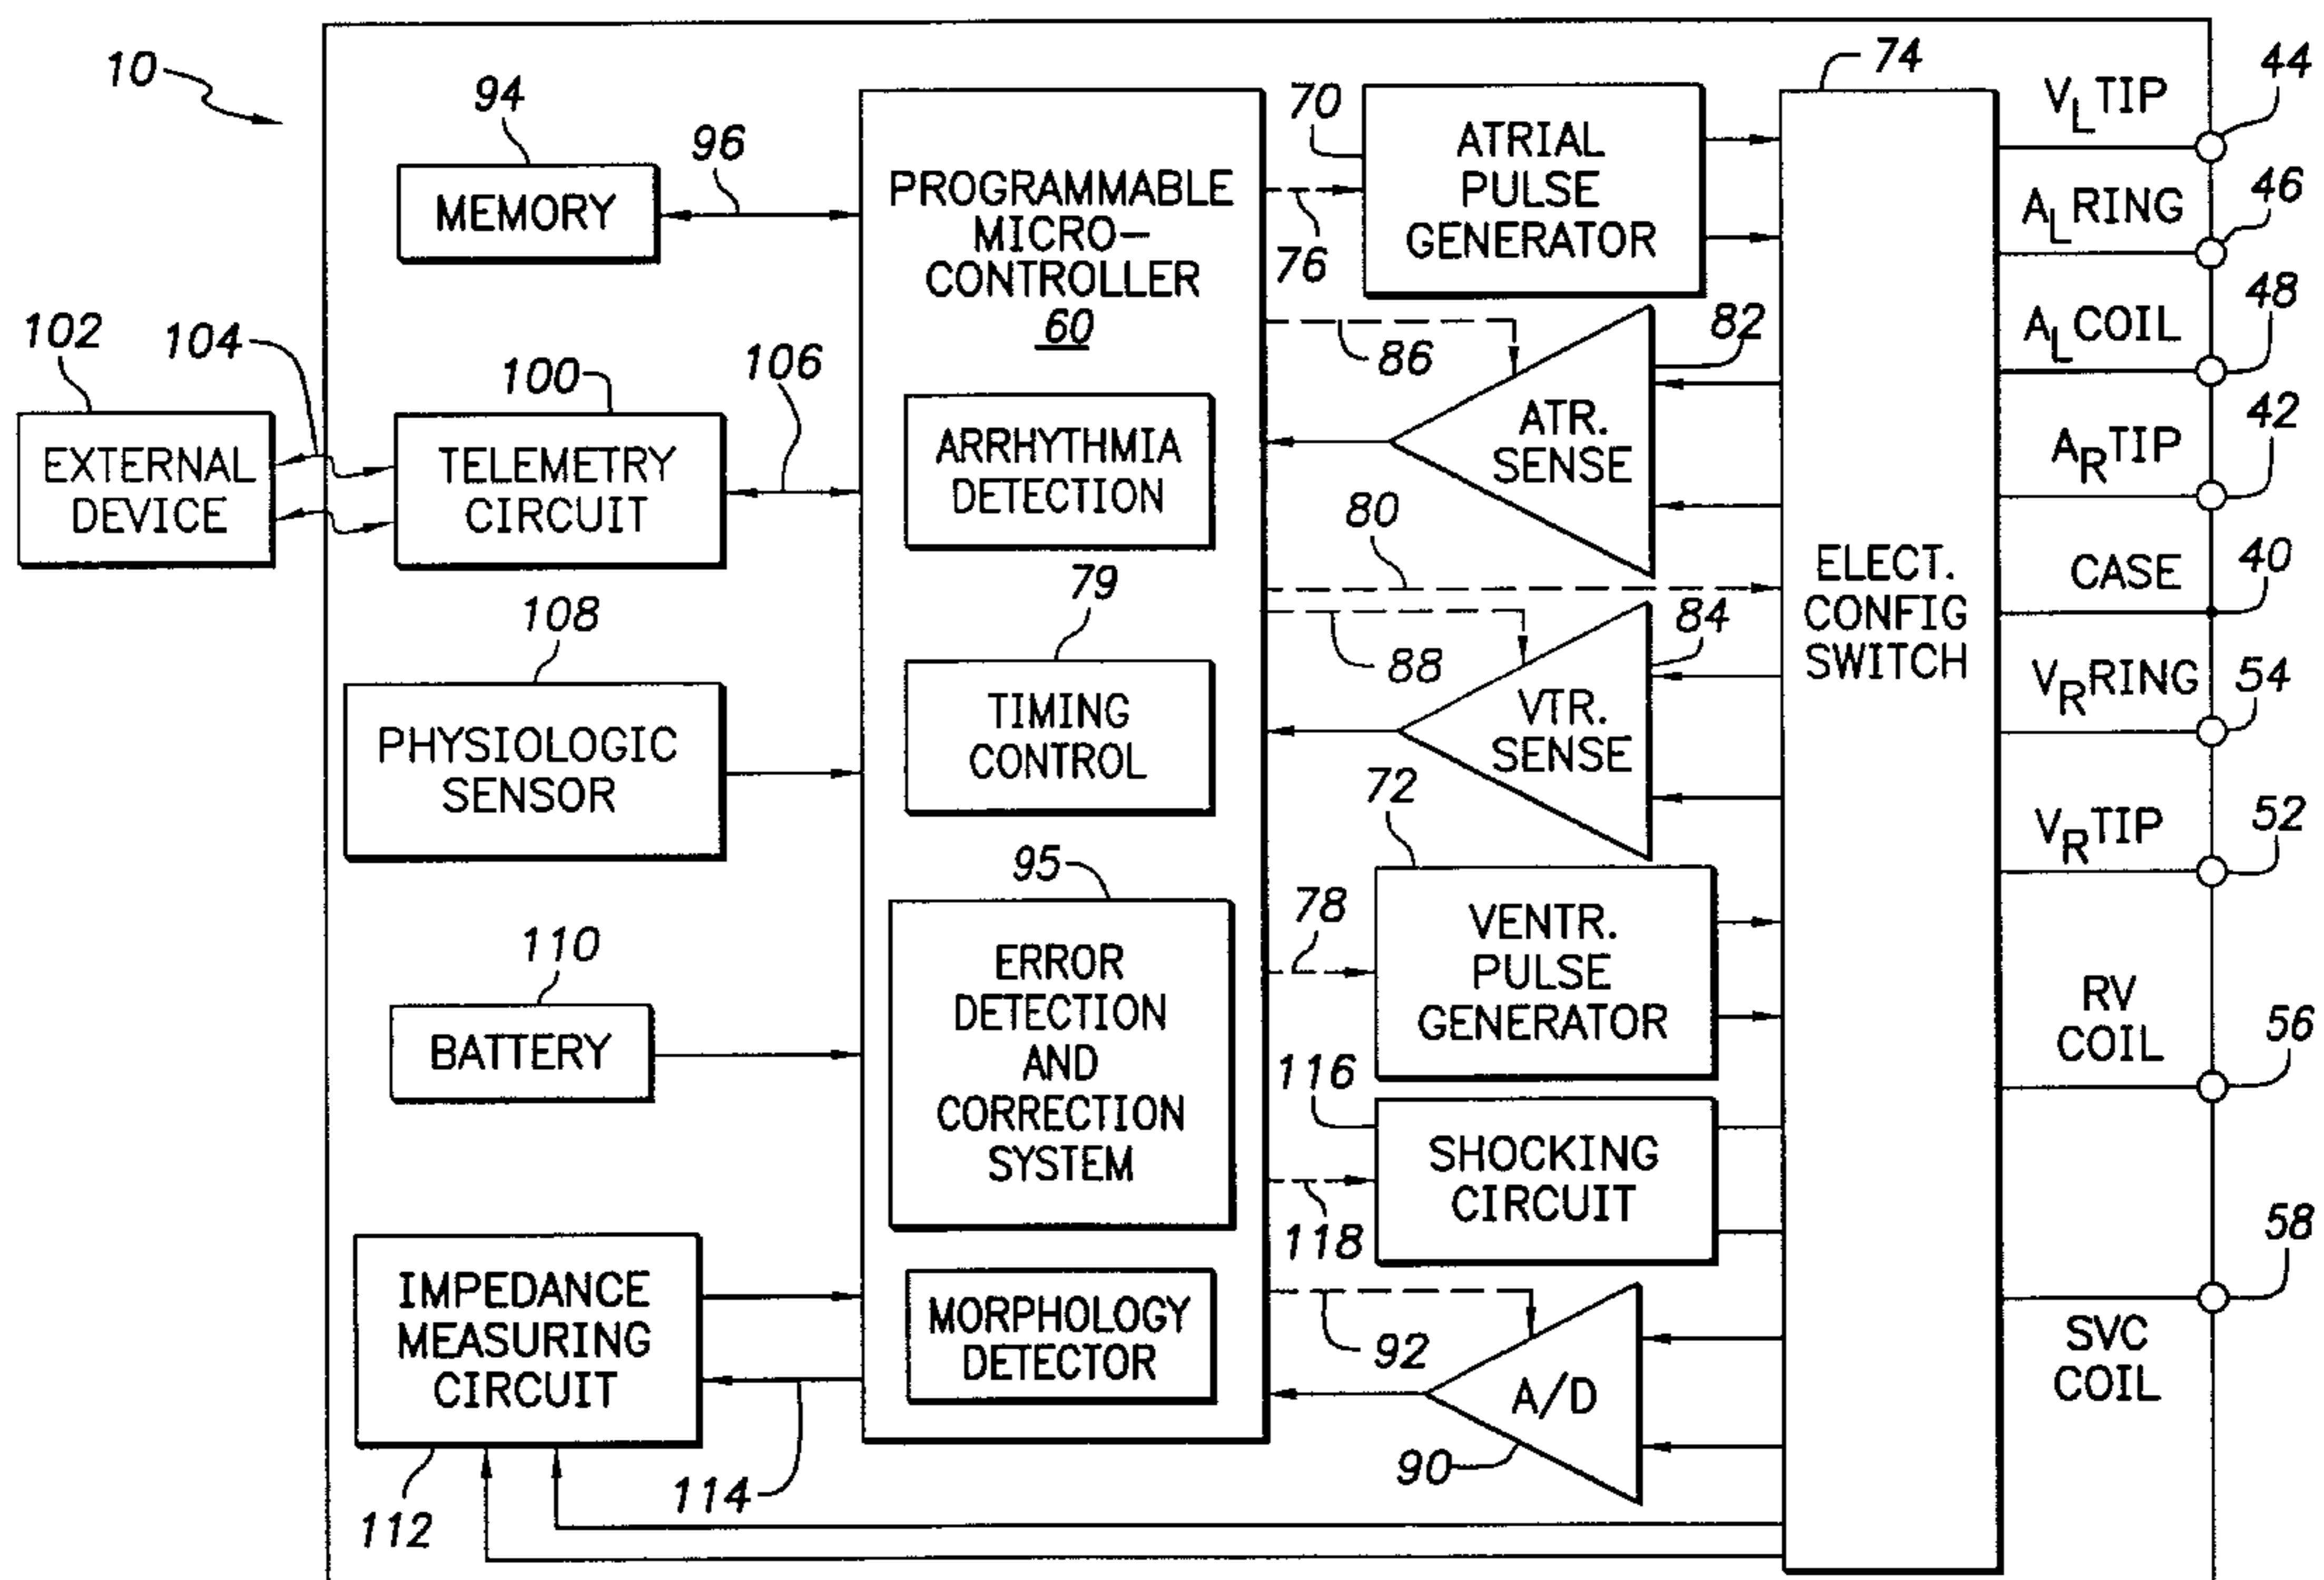 10
94
MEMORY
96
102
104
EXTERNAL
DEVICE
100
TELEMETRY
CIRCUIT
106
108
PHYSIOLOGIC
SENSOR
110
BATTERY
IMPEDANCE
MEASURING
CIRCUIT
112
114
PROGRAMMABLE
MICRO-
CONTROLLER
60
ARRHYTHMIA
DETECTION
79
TIMING
CONTROL
95
ERROR
DETECTION
AND
CORRECTION
SYSTEM
MORPHOLOGY
DETECTOR
70
ATRIAL
PULSE
GENERATOR
76
86
82
ATR.
SENSE
80
88
84
VTR.
SENSE
72
78
VENTR.
PULSE
GENERATOR
116
SHOCKING
CIRCUIT
118
92
A/D
90
74
ELECT.
CONFIG
SWITCH
VLTIP
44
ALRING
46
ALCOIL
48
ARTIP
42
CASE
40
VRRING
54
VRTIP
52
RV
COIL
56
58
SVC
COIL